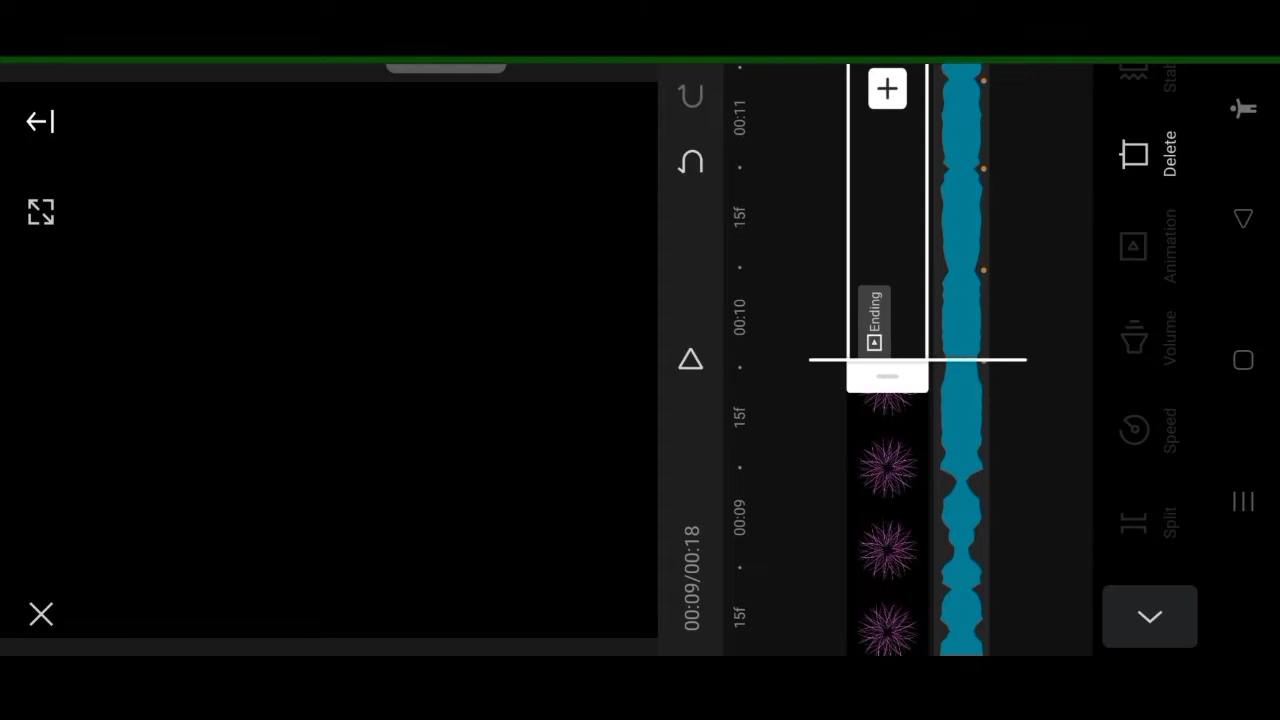 00:09/00:18
15f
00:09
15f
00:10
15f
00:11
Ending
Split
Speed
Volume
Animation
Delete
Stab